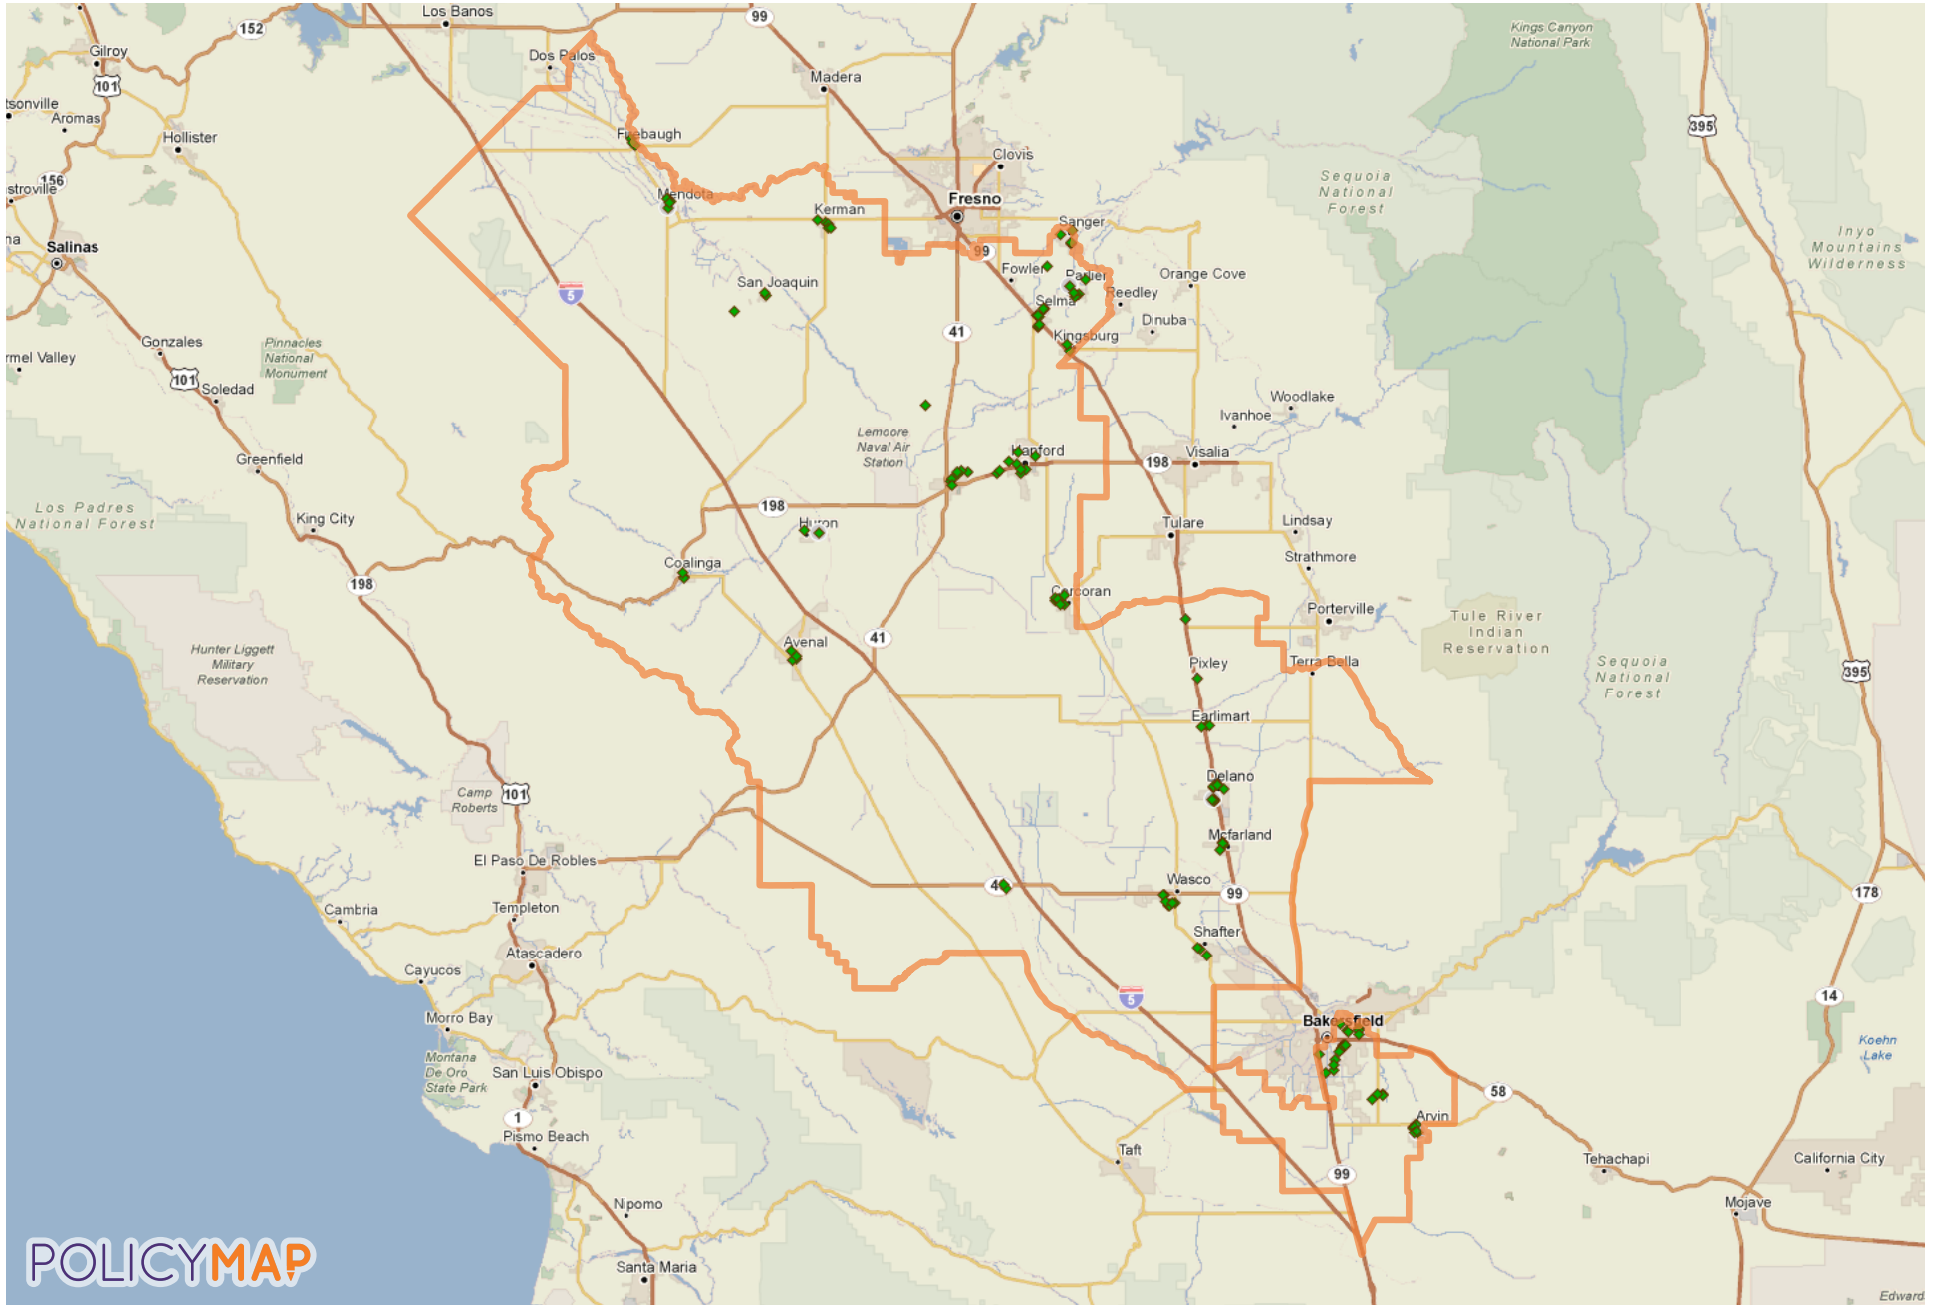 Los Banos
99
152
Kings Canyon
National Park
Gilroy
Dos Palos
Madera
101
tsonville
Aromas
395
Hollister
Firebaugh
Clovis
156
stroville
Mendota
Sequoia
National
Forest
Fresno
Kerman
Sanger
na
Salinas
99
Inyo
Mountains
Wilderness
Fowler
Parlier
Orange Cove
San Joaquin
5
Reedley
Selma
Dinuba
41
Kingsburg
Gonzales
Pinnacles
National
Monument
rmel Valley
101
Soledad
Woodlake
Ivanhoe
Lemoore
Naval Air
Station
Hanford
Visalia
198
Greenfield
Los Padres
National Forest
King City
198
Huron
Tulare
Lindsay
Strathmore
Coalinga
198
Corcoran
Porterville
Tule River
Indian
Reservation
41
Avenal
Hunter Liggett
Military
Reservation
Pixley
Terra Bella
Sequoia
National
Forest
395
Earlimart
Delano
Camp
Roberts
101
Mcfarland
El Paso De Robles
Wasco
4
99
178
Templeton
Cambria
Shafter
Atascadero
Cayucos
5
14
Morro Bay
Bakersfield
Koehn
Lake
Montana
De Oro
State Park
San Luis Obispo
58
1
Arvin
Pismo Beach
Taft
Tehachapi
California City
99
Mojave
Nipomo
POLICYMAP
Santa Maria
Edward